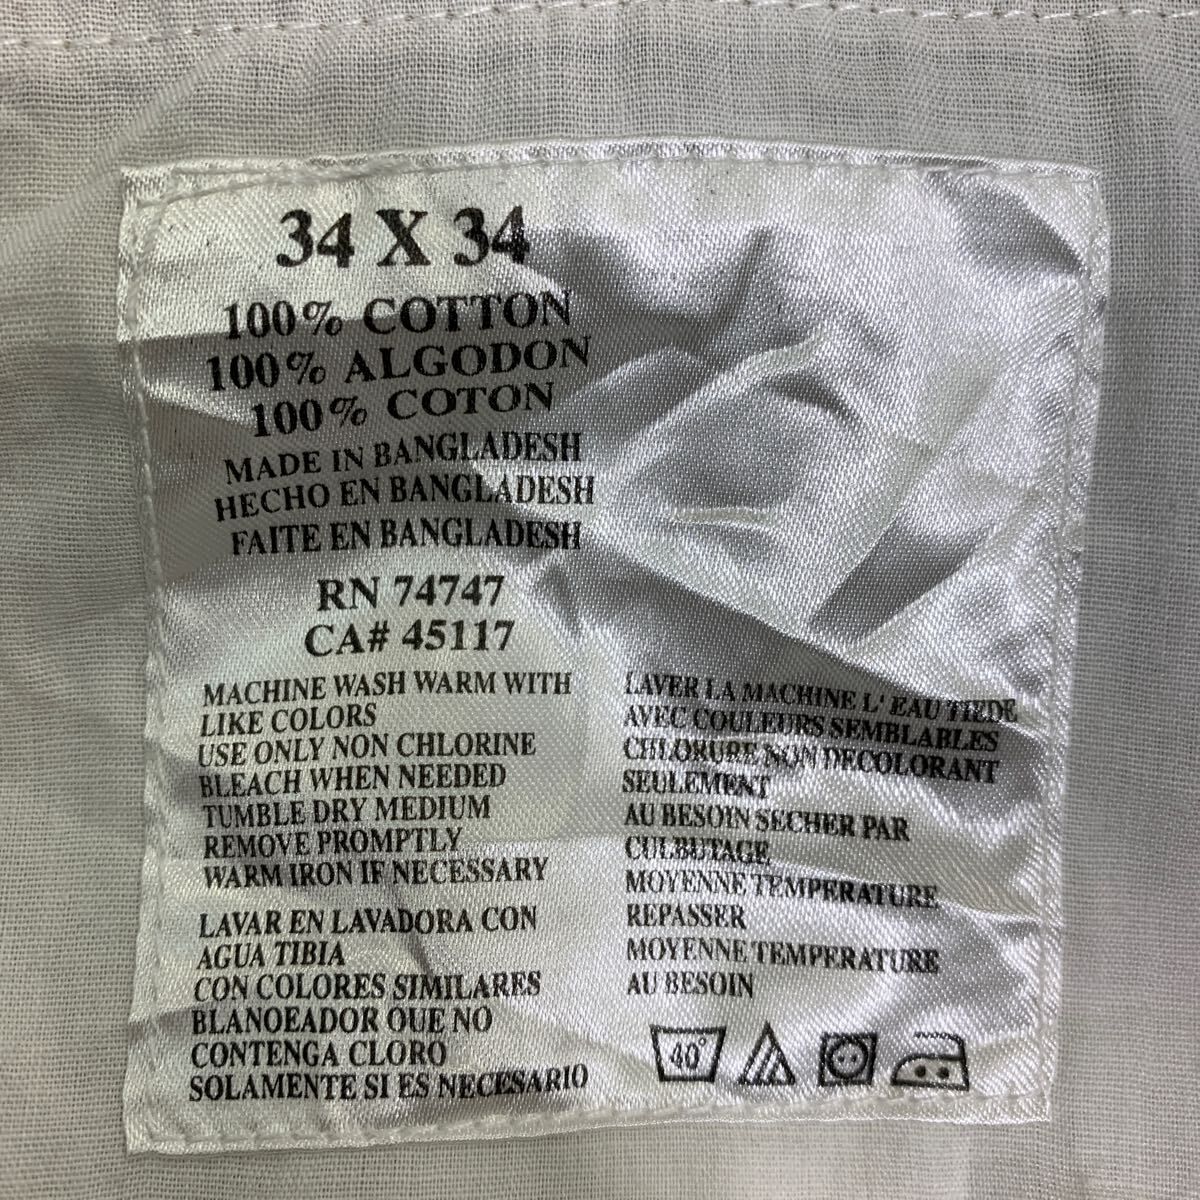 34 X 34
100% COTTON
100% ALGODON
100% COTON
MADE IN BANGLADESH
HECHO EN BANGLADESH
FAITE EN BANGLADESH
RN 74747
CA# 45117
MACHINE WASH WARM WITH
LIKE COLORS
USE ONLY NON CHLORINE
BLEACH WHEN NEEDED
TUMBLE DRY MEDIUM
REMOVE PROMPTLY
WARM IRON IF NECESSARY
LAVAR EN LAVADORA CON
AGUA TIBIA
CON COLORES SIMILARES
BLANOEADOR OUE NO
CONTENGA CLORO
SOLAMENTE SI ES NECESARIO
LAVER LA MACHINE L' EAU TIEDE
AVEC COULEURS SEMBLABLES
CHLORURE NON DECOLORANT
SEULEMENT
AU BESOIN SECHER PAR
CULBUTAGE
MOYENNE TEMPERATURE
REPASSER
MOYENNE TEMPERATURE
AU BESOIN
40°